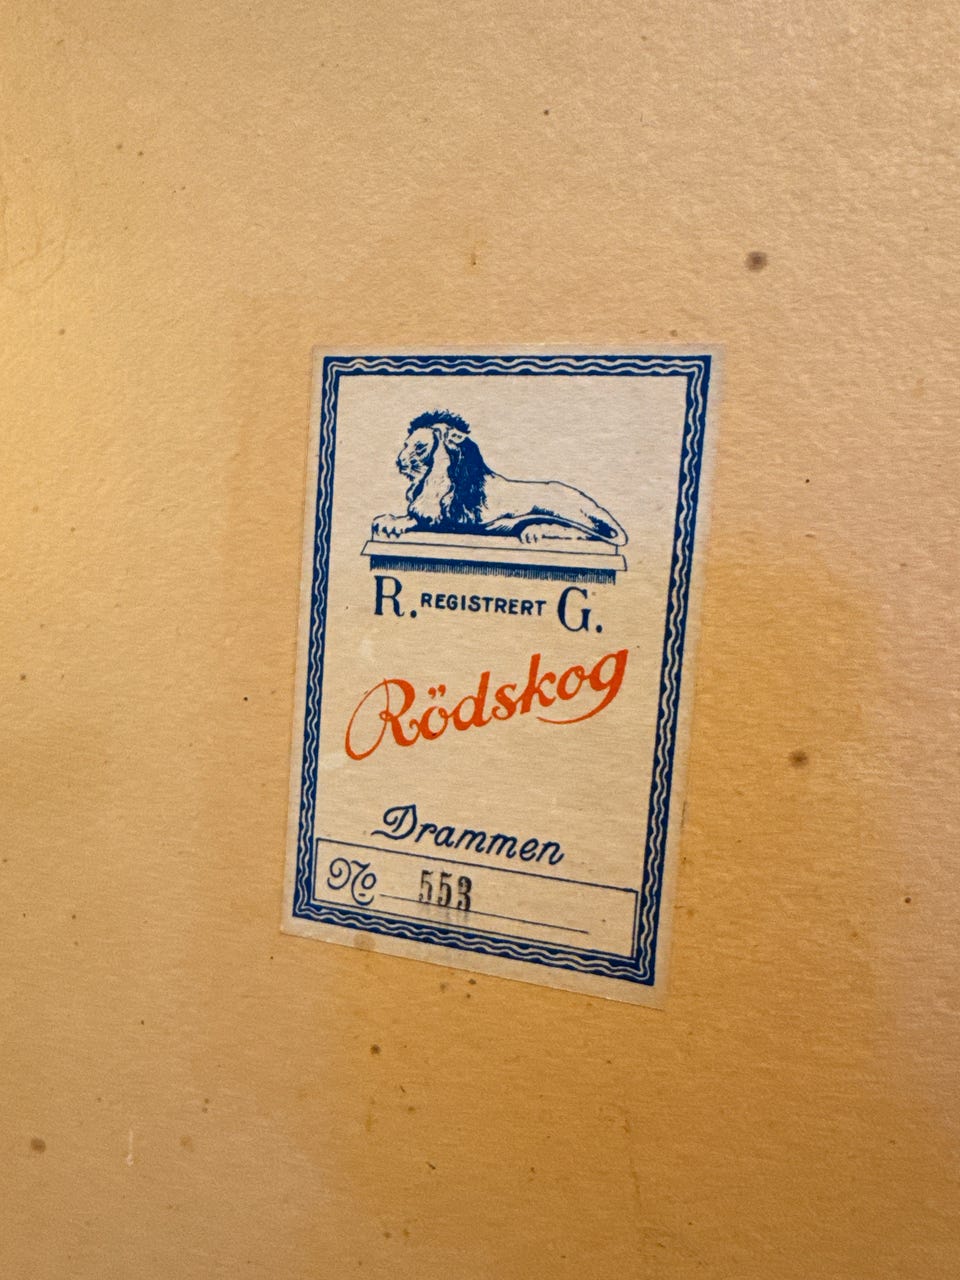 R. REGISTRERT G.
Rödskog
Drammen
No 553